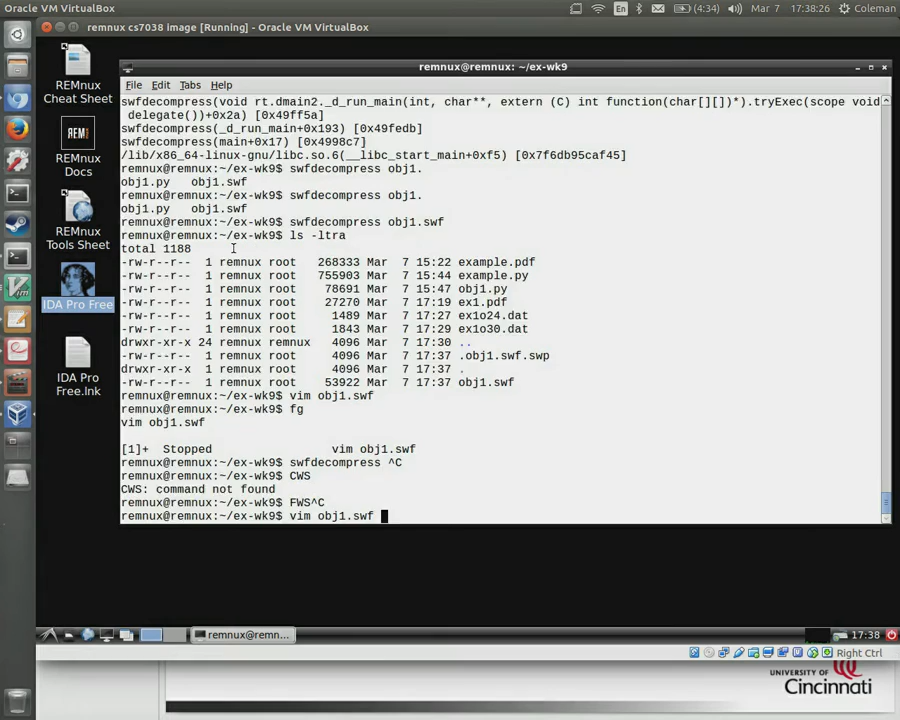 Oracle VM VirtualBox
En
(4:34)
Mar 7 17:38:26
Coleman
remnux cs7038 image [Running] - Oracle VM VirtualBox
REMnux
Cheat Sheet
REM
REMnux
Docs
REMnux
Tools Sheet
IDA Pro Free
IDA Pro
Free.lnk
remnux@remnux: ~/ex-wk9
File Edit Tabs Help
swfdecompress(void rt.dmain2._d_run_main(int, char**, extern (C) int function(char[][])*).tryExec(scope void
 delegate())+0x2a) [0x49ff5a]
swfdecompress(_d_run_main+0x193) [0x49fedb]
swfdecompress(main+0x17) [0x4998c7]
/lib/x86_64-linux-gnu/libc.so.6(__libc_start_main+0xf5) [0x7f6db95caf45]
remnux@remnux:~/ex-wk9$ swfdecompress obj1.
obj1.py   obj1.swf
remnux@remnux:~/ex-wk9$ swfdecompress obj1.
obj1.py   obj1.swf
remnux@remnux:~/ex-wk9$ swfdecompress obj1.swf
remnux@remnux:~/ex-wk9$ ls -ltra
total 1188
-rw-r--r--  1 remnux root   268333 Mar  7 15:22 example.pdf
-rw-r--r--  1 remnux root   755903 Mar  7 15:44 example.py
-rw-r--r--  1 remnux root    78691 Mar  7 15:47 obj1.py
-rw-r--r--  1 remnux root    27270 Mar  7 17:19 ex1.pdf
-rw-r--r--  1 remnux root     1489 Mar  7 17:27 ex1o24.dat
-rw-r--r--  1 remnux root     1843 Mar  7 17:29 ex1o30.dat
drwxr-xr-x 24 remnux remnux   4096 Mar  7 17:30 ..
-rw-r--r--  1 remnux root     4096 Mar  7 17:37 .obj1.swf.swp
drwxr-xr-x  1 remnux root     4096 Mar  7 17:37 .
-rw-r--r--  1 remnux root    53922 Mar  7 17:37 obj1.swf
remnux@remnux:~/ex-wk9$ vim obj1.swf
remnux@remnux:~/ex-wk9$ fg
vim obj1.swf
[1]+  Stopped                 vim obj1.swf
remnux@remnux:~/ex-wk9$ swfdecompress ^C
remnux@remnux:~/ex-wk9$ CWS
CWS: command not found
remnux@remnux:~/ex-wk9$ FWS^C
remnux@remnux:~/ex-wk9$ vim obj1.swf
remnux@remn...
17:38
Right Ctrl
UNIVERSITY OF
Cincinnati